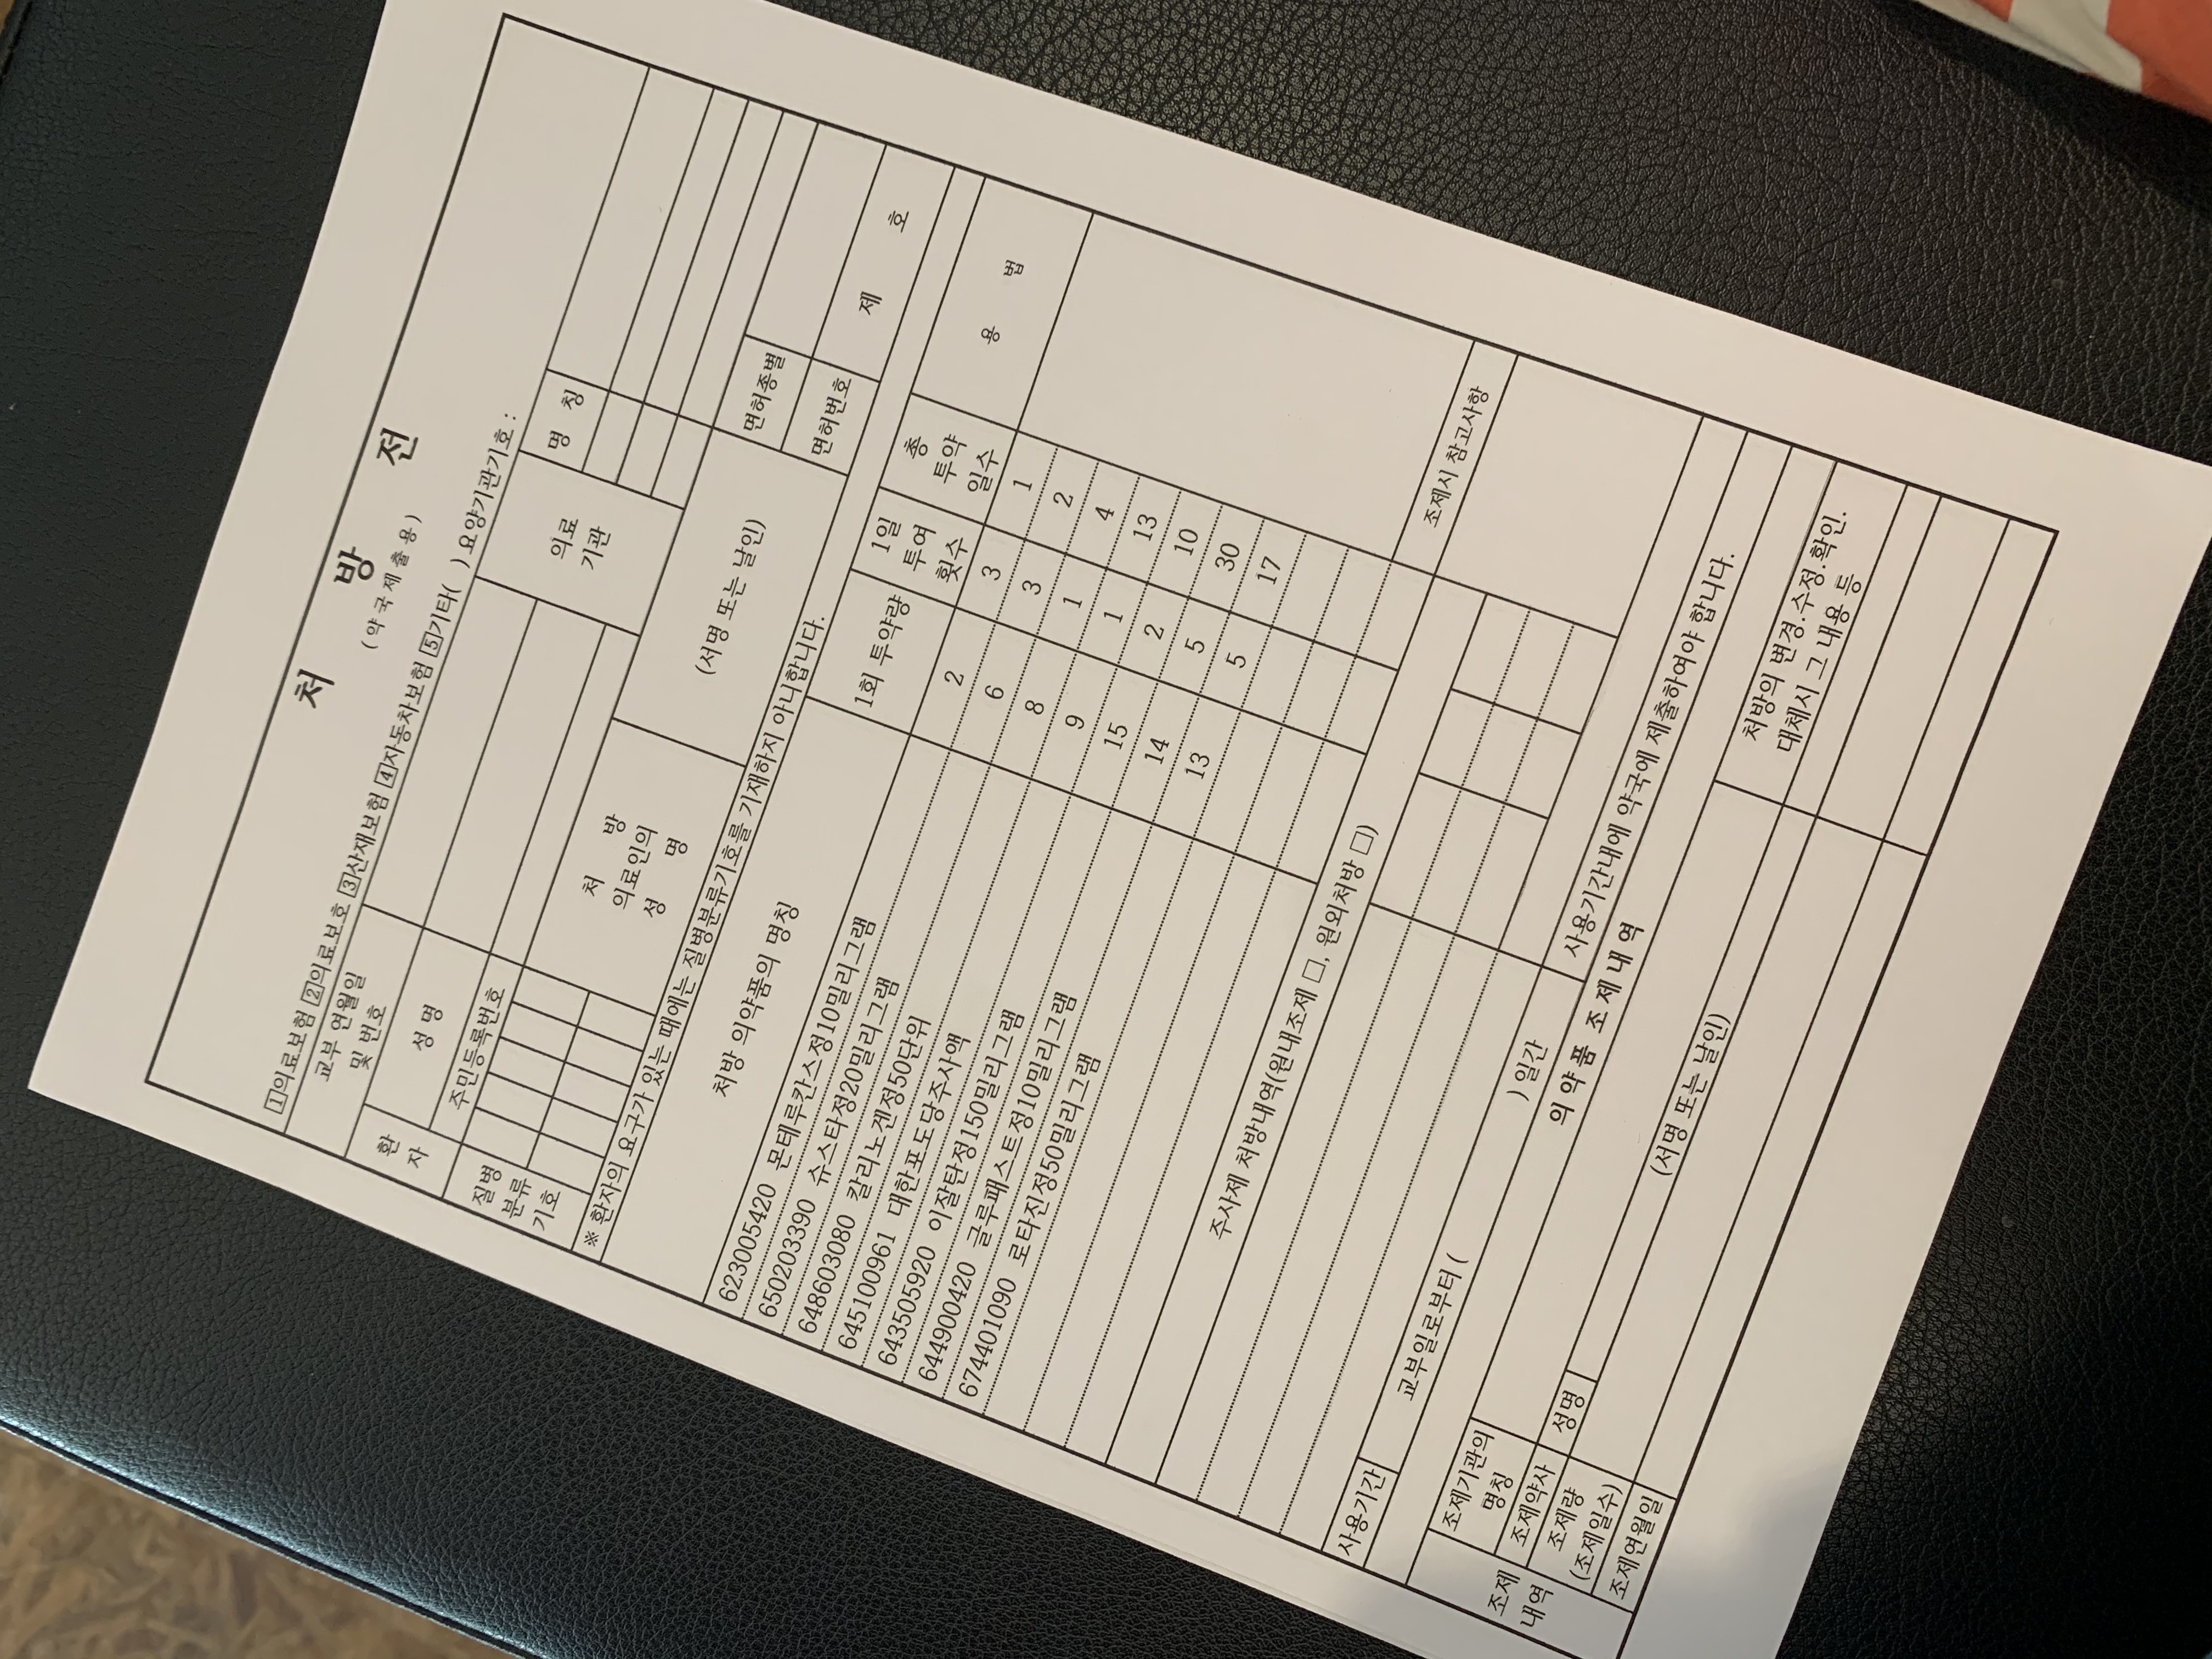 처 방 전
(약국제출용)
1의료보험 2의료보호 3산재보험 4자동차보험 5기타( ) 요양기관기호 :
교부 연월일
및 번호
환
자
성 명
주민등록번호
의료
기관
명 칭
질병
분류
기호
처 방
의료인의
성 명
(서명 또는 날인)
면허종별
면허번호
제 호
※ 환자의 요구가 있는 때에는 질병분류기호를 기재하지 아니합니다.
처방 의약품의 명칭
1회 투약량
1일
투여
횟수
총
투약
일수
용 법
623005420 몬테루칸스정10밀리그램 2 3 1
650203390 슈스타정20밀리그램 6 3 2
648603080 칼리노겐정50단위 8 1 4
645100961 대한포도당주사액 9 1 13
643505920 이잘탄정150밀리그램 15 2 10
644900420 글루패스트정10밀리그램 14 5 30
674401090 로타진정50밀리그램 13 5 17
주사제 처방내역(원내조제 □, 원외처방 □)
조제시 참고사항
사용기간
교부일로부터 ( ) 일간
사용기간내에 약국에 제출하여야 합니다.
의 약 품 조 제 내 역
조제
내역
조제기관의
명칭
조제약사
성명
(서명 또는 날인)
조제량
(조제일수)
조제연월일
처방의 변경.수정.확인.
대체시 그 내용 등